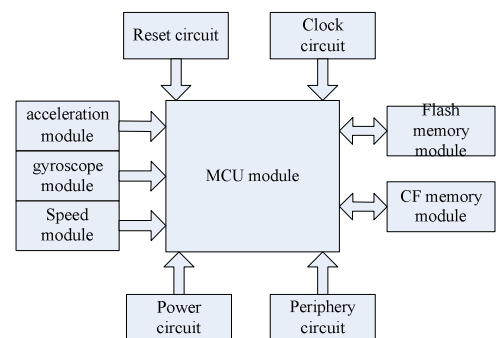 Reset circuit
Clock
circuit
acceleration
module
gyroscope
module
Speed
module
MCU module
Flash
memory
module
CF memory
module
Power
circuit
Periphery
circuit